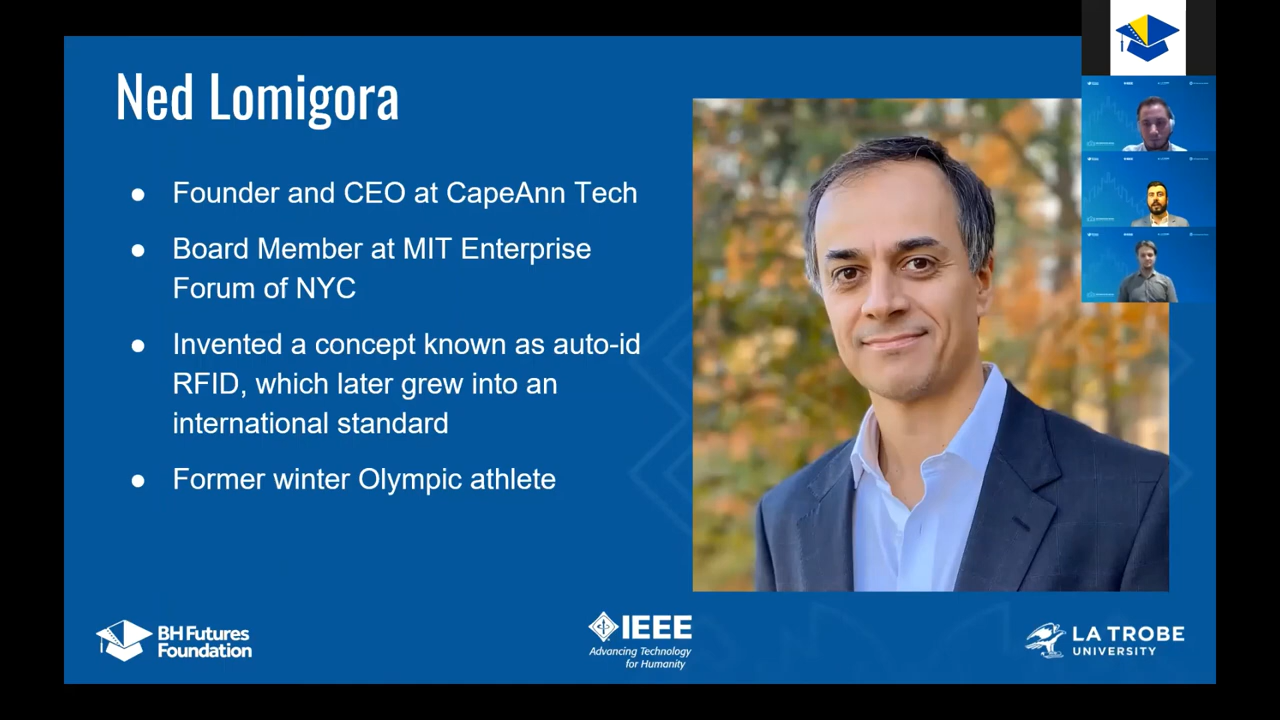 Ned Lomigora
● Founder and CEO at CapeAnn Tech
● Board Member at MIT Enterprise
Forum of NYC
● Invented a concept known as auto-id
RFID, which later grew into an
international standard
● Former winter Olympic athlete
BH Futures
Foundation
IEEE
Advancing Technology
for Humanity
LA TROBE
UNIVERSITY